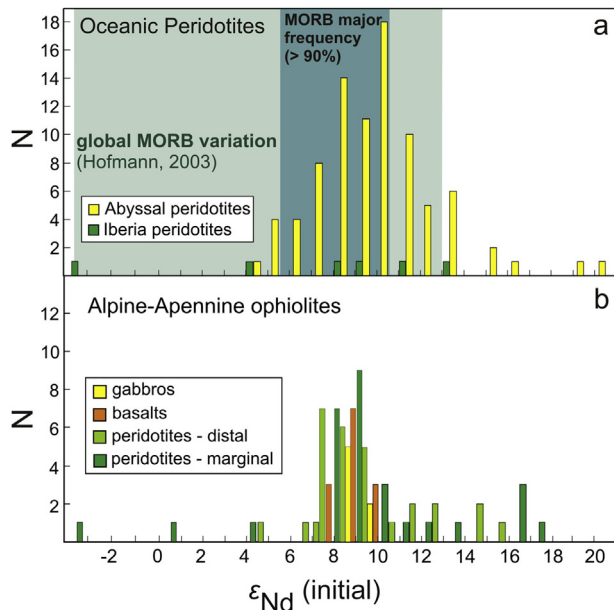 18
16
14
12
10
8
6
4
2
N
Oceanic Peridotites
MORB major
frequency
(> 90%)
a
global MORB variation
(Hofmann, 2003)
Abyssal peridotites
Iberia peridotites
b
Alpine-Apennine ophiolites
12
10
8
6
4
2
N
gabbros
basalts
peridotites - distal
peridotites - marginal
-2 0 2 4 6 8 10 12 14 16 18 20
εNd (initial)